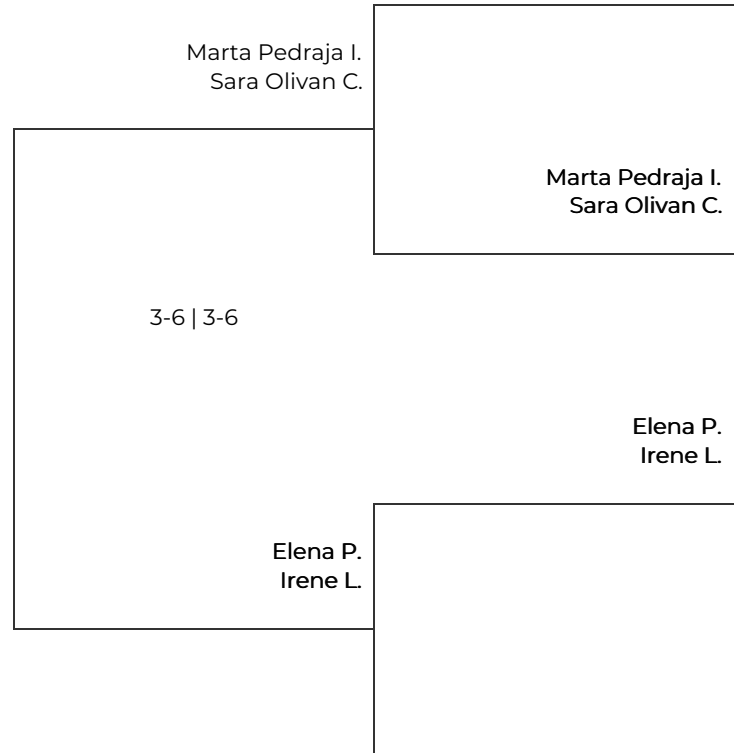 Marta Pedraja I.
Sara Olivan C.
Marta Pedraja I.
Sara Olivan C.
3-6 | 3-6
Elena P.
Irene L.
Elena P.
Irene L.